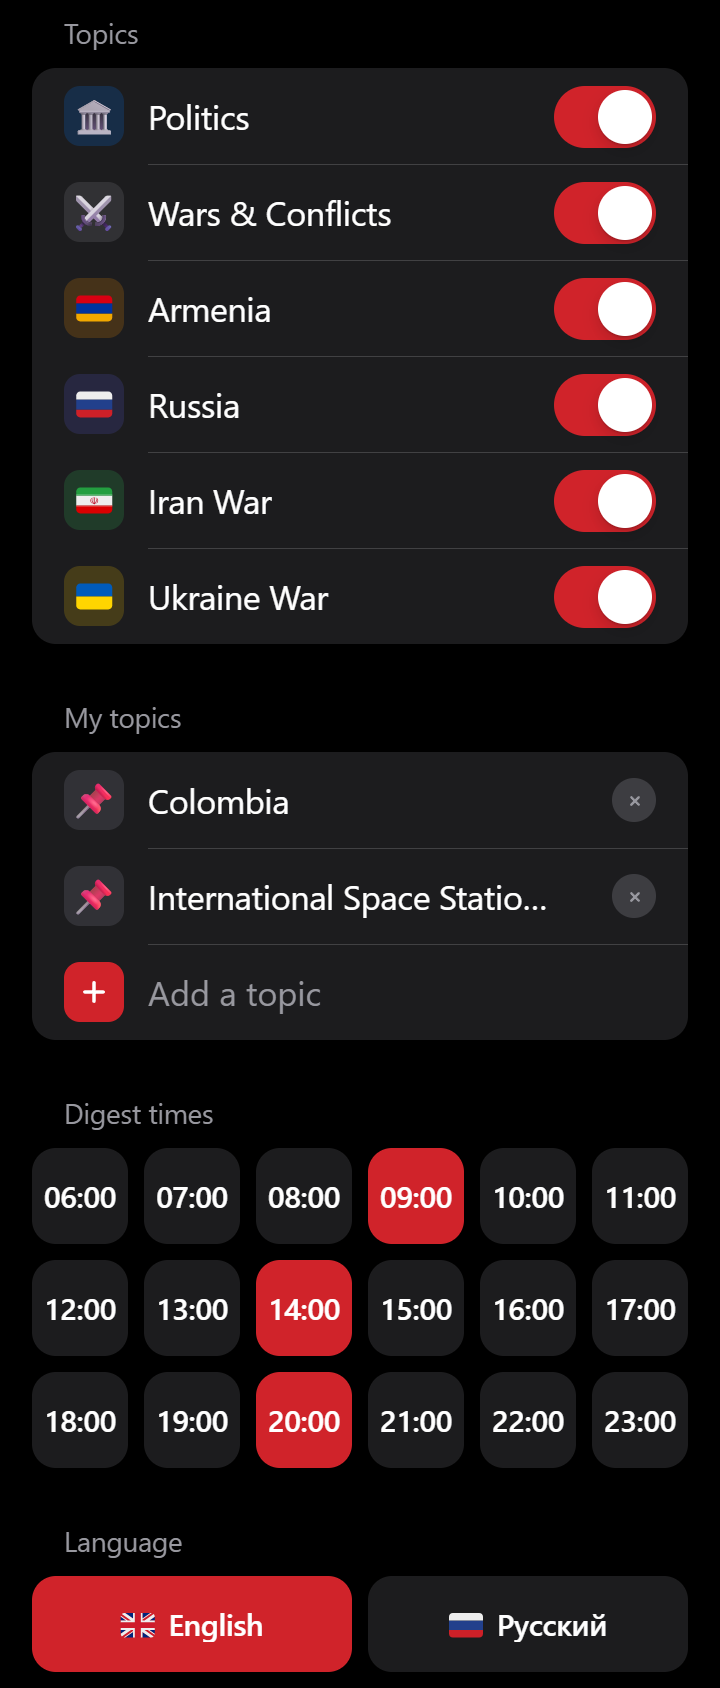 Topics
Politics
Wars & Conflicts
Armenia
Russia
Iran War
Ukraine War
My topics
Colombia
×
International Space Statio...
×
+ Add a topic
Digest times
06:00 07:00 08:00 09:00 10:00 11:00
12:00 13:00 14:00 15:00 16:00 17:00
18:00 19:00 20:00 21:00 22:00 23:00
Language
English Русский